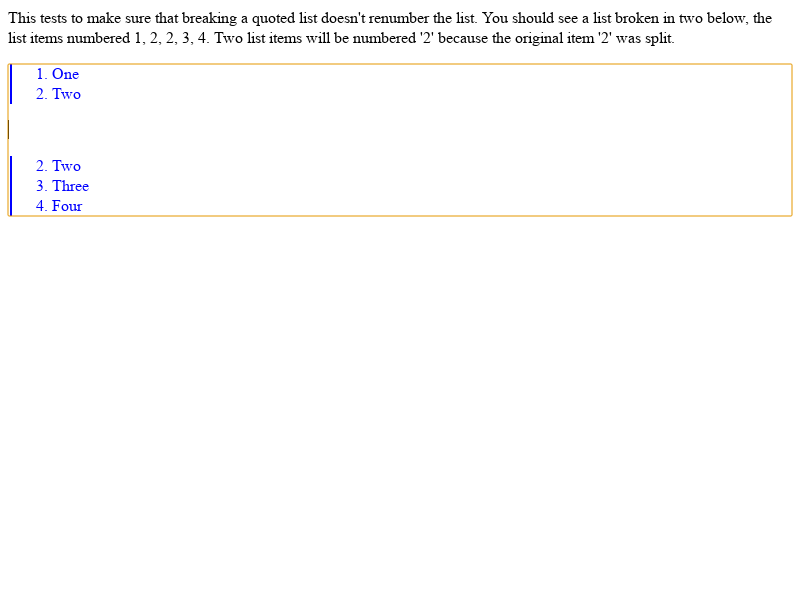 This tests to make sure that breaking a quoted list doesn't renumber the list. You should see a list broken in two below, the
list items numbered 1, 2, 2, 3, 4. Two list items will be numbered '2' because the original item '2' was split.
1. One
2. Two
2. Two
3. Three
4. Four